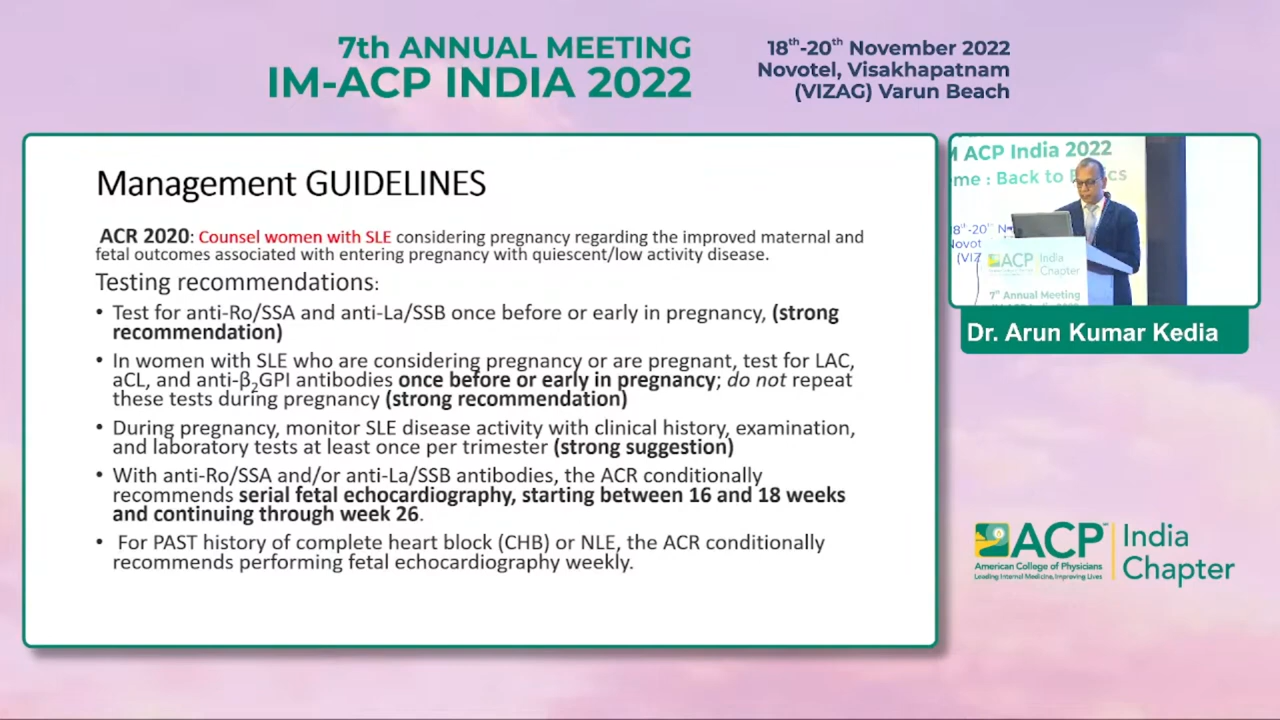 7th ANNUAL MEETING
IM-ACP INDIA 2022
18th-20th November 2022
Novotel, Visakhapatnam
(VIZAG) Varun Beach
Management GUIDELINES
ACR 2020: Counsel women with SLE considering pregnancy regarding the improved maternal and
fetal outcomes associated with entering pregnancy with quiescent/low activity disease.
Testing recommendations:
• Test for anti-Ro/SSA and anti-La/SSB once before or early in pregnancy, (strong
recommendation)
• In women with SLE who are considering pregnancy or are pregnant, test for LAC,
aCL, and anti-β2GPI antibodies once before or early in pregnancy; do not repeat
these tests during pregnancy (strong recommendation)
• During pregnancy, monitor SLE disease activity with clinical history, examination,
and laboratory tests at least once per trimester (strong suggestion)
• With anti-Ro/SSA and/or anti-La/SSB antibodies, the ACR conditionally
recommends serial fetal echocardiography, starting between 16 and 18 weeks
and continuing through week 26.
• For PAST history of complete heart block (CHB) or NLE, the ACR conditionally
recommends performing fetal echocardiography weekly.
M ACP India 2022
me : Back to
18th-20th N
Novot
(VIZ
ACP India
Chapter
7th Annual Meeting
Dr. Arun Kumar Kedia
ACP
American College of Physicians
Leading Internal Medicine, Improving Lives
India
Chapter